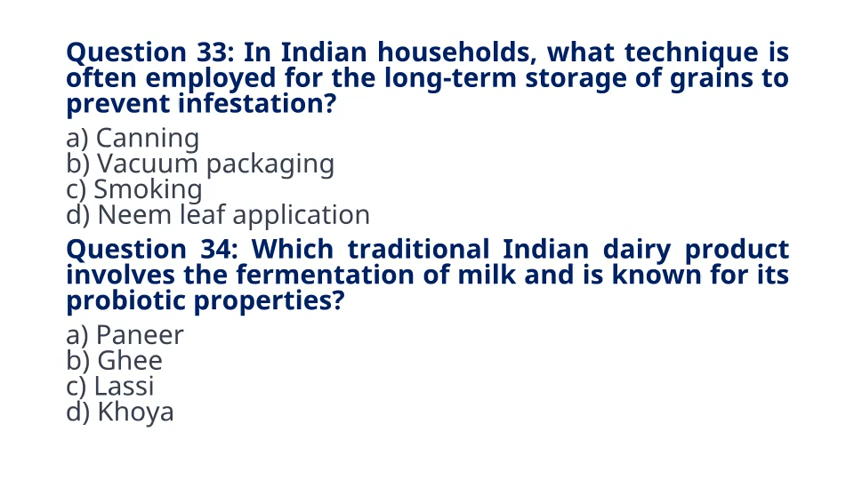 Question 33: In Indian households, what technique is
often employed for the long-term storage of grains to
prevent infestation?
a) Canning
b) Vacuum packaging
c) Smoking
d) Neem leaf application
Question 34: Which traditional Indian dairy product
involves the fermentation of milk and is known for its
probiotic properties?
a) Paneer
b) Ghee
c) Lassi
d) Khoya